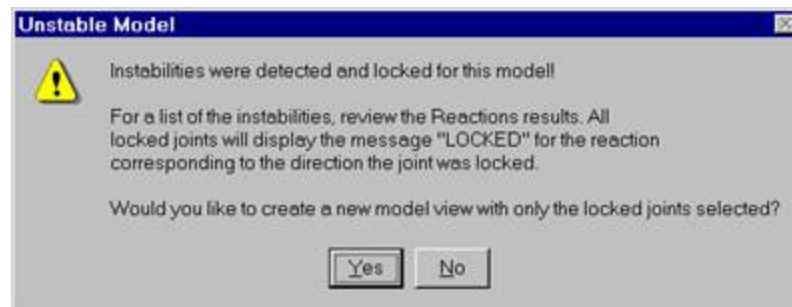 Unstable Model
Instabilities were detected and locked for this model!
For a list of the instabilities, review the Reactions results. All
locked joints will display the message "LOCKED" for the reaction
corresponding to the direction the joint was locked.
Would you like to create a new model view with only the locked joints selected?
Yes No